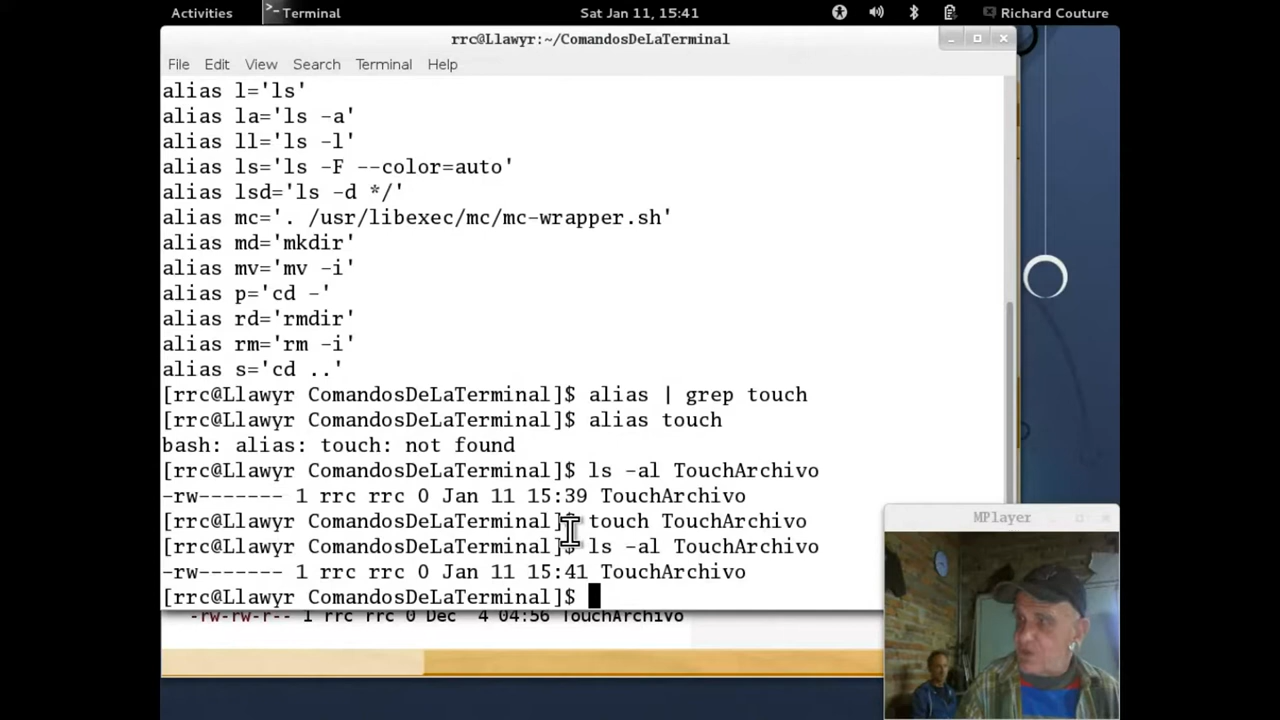 Activities Terminal Sat Jan 11, 15:41 Richard Couture
rrc@Llawyr:~/ComandosDeLaTerminal
File Edit View Search Terminal Help
alias l='ls'
alias la='ls -a'
alias ll='ls -l'
alias ls='ls -F --color=auto'
alias lsd='ls -d */'
alias mc='. /usr/libexec/mc/mc-wrapper.sh'
alias md='mkdir'
alias mv='mv -i'
alias p='cd -'
alias rd='rmdir'
alias rm='rm -i'
alias s='cd ..'
[rrc@Llawyr ComandosDeLaTerminal]$ alias | grep touch
[rrc@Llawyr ComandosDeLaTerminal]$ alias touch
bash: alias: touch: not found
[rrc@Llawyr ComandosDeLaTerminal]$ ls -al TouchArchivo
-rw------- 1 rrc rrc 0 Jan 11 15:39 TouchArchivo
[rrc@Llawyr ComandosDeLaTerminal]$ touch TouchArchivo
[rrc@Llawyr ComandosDeLaTerminal]$ ls -al TouchArchivo
-rw------- 1 rrc rrc 0 Jan 11 15:41 TouchArchivo
[rrc@Llawyr ComandosDeLaTerminal]$
-rw-rw-r-- 1 rrc rrc 0 Dec 4 04:56 TouchArchivo
MPlayer